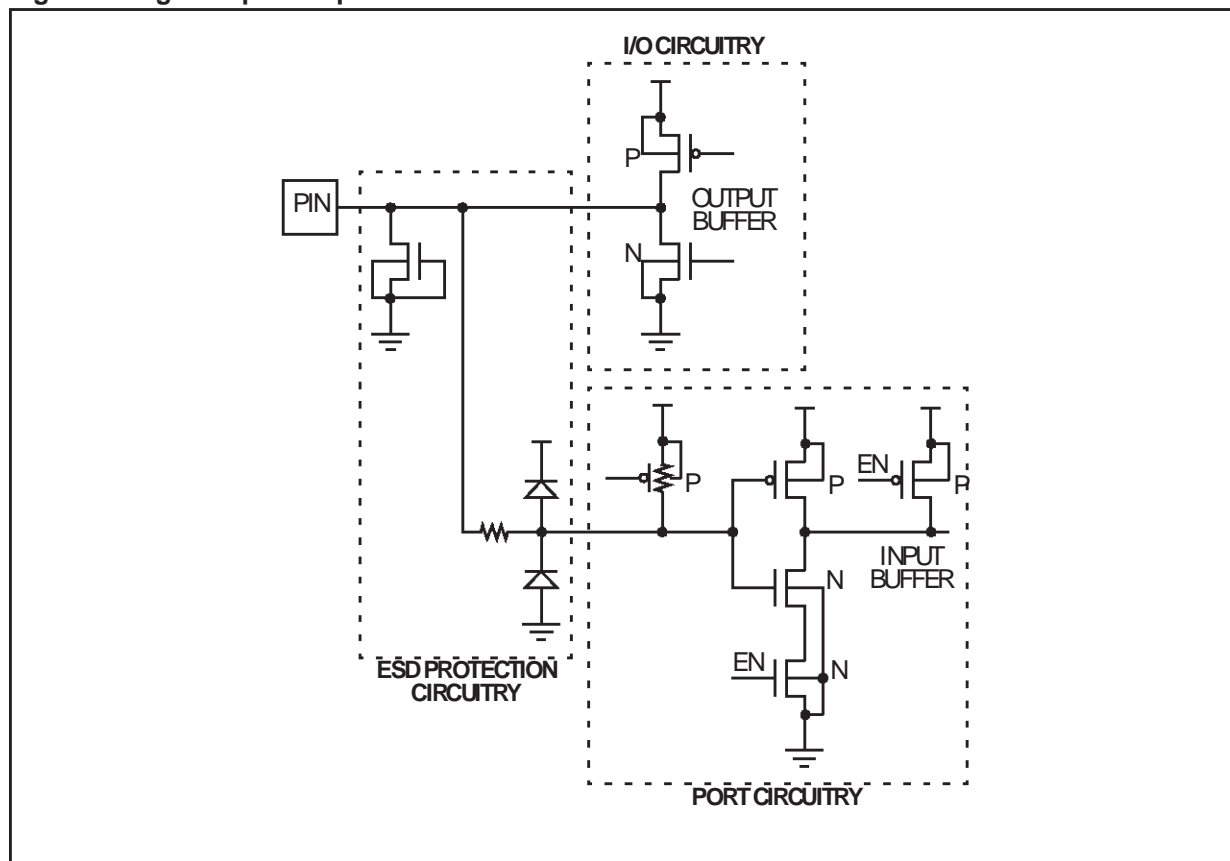 I/O CIRCUITRY
P
PIN
OUTPUT
BUFFER
N
EN
P
P
P
INPUT
BUFFER
N
EN
N
ESD PROTECTION
CIRCUITRY
PORT CIRCUITRY